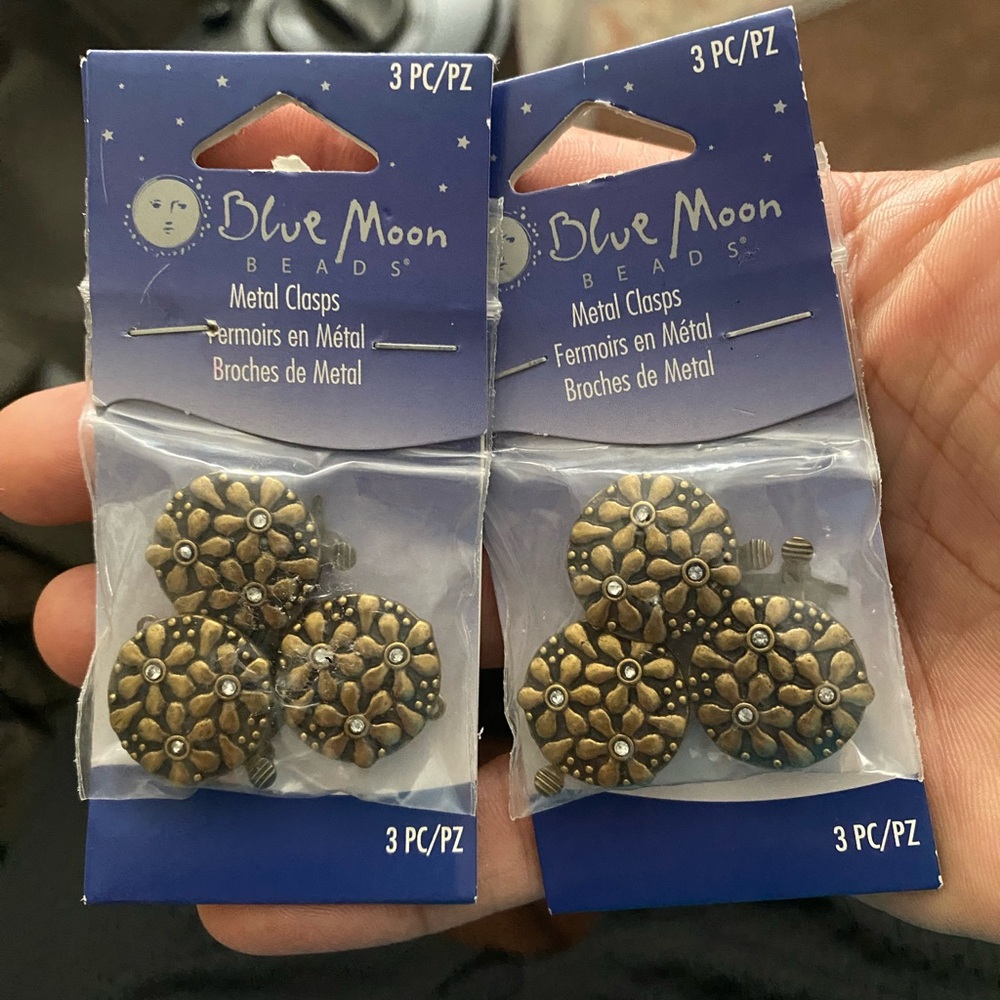 3 PC/PZ
Blue Moon
BEADS®
Metal Clasps
Fermoirs en Métal
Broches de Metal
3 PC/PZ
3 PC/PZ
Blue Moon
BEADS®
Metal Clasps
Fermoirs en Métal
Broches de Metal
3 PC/PZ